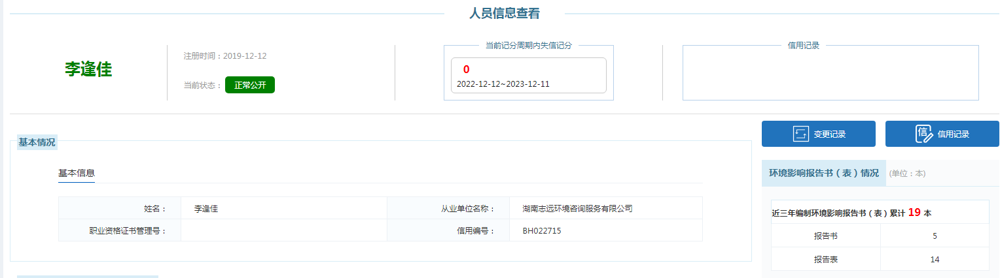 人员信息查看
李逢佳
注册时间：2019-12-12
当前状态： 正常公开
当前记分周期内失信记分
0
2022-12-12~2023-12-11
信用记录
变更记录
信用记录
基本情况
基本信息
姓名： 李逢佳 从业单位名称： 湖南志远环境咨询服务有限公司
职业资格证书管理号： 信用编号： BH022715
环境影响报告书（表）情况 (单位：本)
近三年编制环境影响报告书（表）累计 19 本
报告书 5
报告表 14